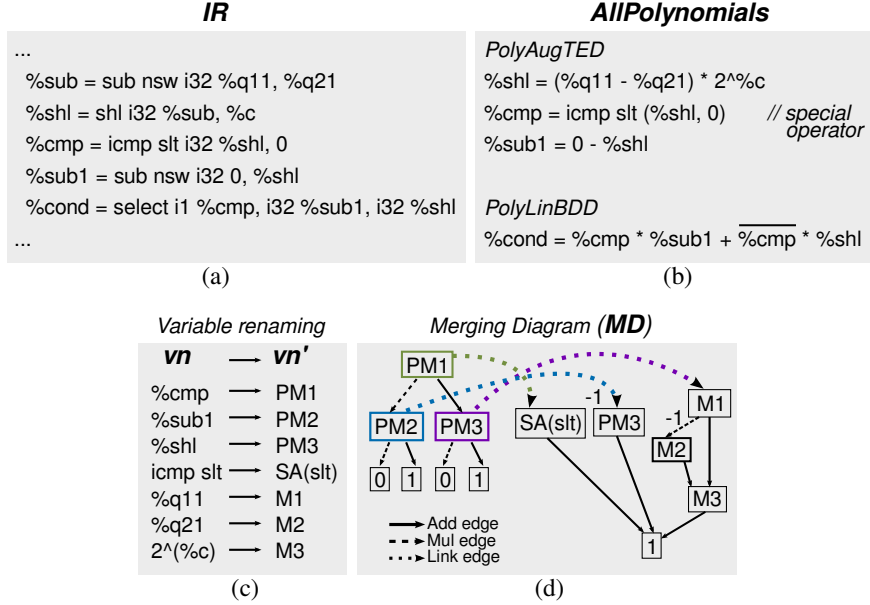 IR
...
%sub = sub nsw i32 %q11, %q21
%shl = shl i32 %sub, %c
%cmp = icmp slt i32 %shl, 0
%sub1 = sub nsw i32 0, %shl
%cond = select i1 %cmp, i32 %sub1, i32 %shl
...
(a)
AllPolynomials
PolyAugTED
%shl = (%q11 - %q21) * 2^%c
%cmp = icmp slt (%shl, 0) // special
operator
%sub1 = 0 - %shl
PolyLinBDD
%cond = %cmp * %sub1 + %cmp * %shl
(b)
Variable renaming
vn vn'
%cmp PM1
%sub1 PM2
%shl PM3
icmp slt SA(slt)
%q11 M1
%q21 M2
2^(%c) M3
(c)
Merging Diagram (MD)
PM1
-1
M1
PM2 PM3 SA(slt) PM3
-1
M2
0 1 0 1
M3
Add edge
Mul edge
Link edge
1
(d)